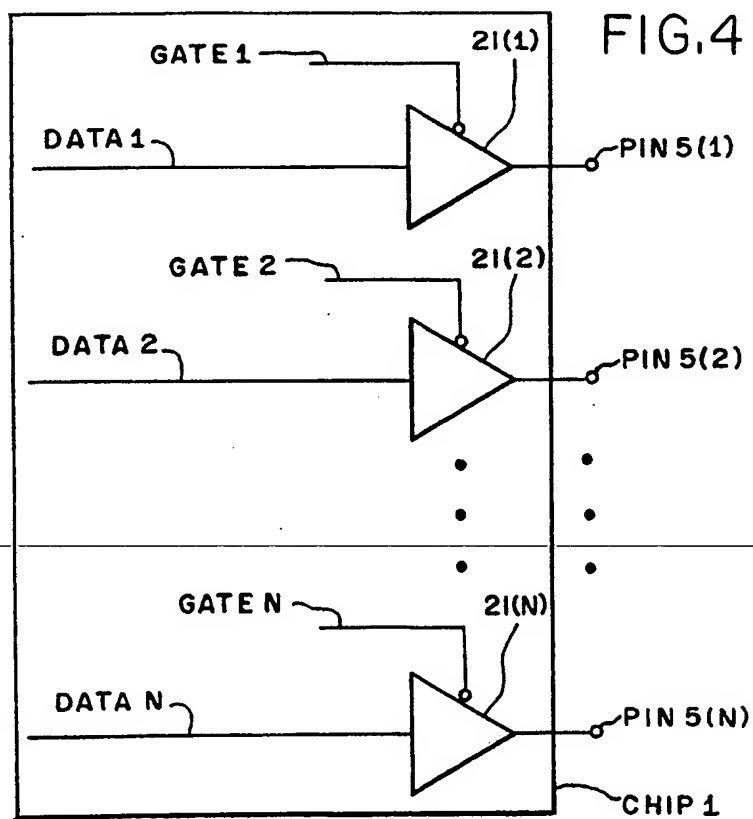 FIG.4
GATE 1
21(1)
DATA 1
PIN 5(1)
GATE 2
21(2)
DATA 2
PIN 5(2)
GATE N
21(N)
DATA N
PIN 5(N)
CHIP 1